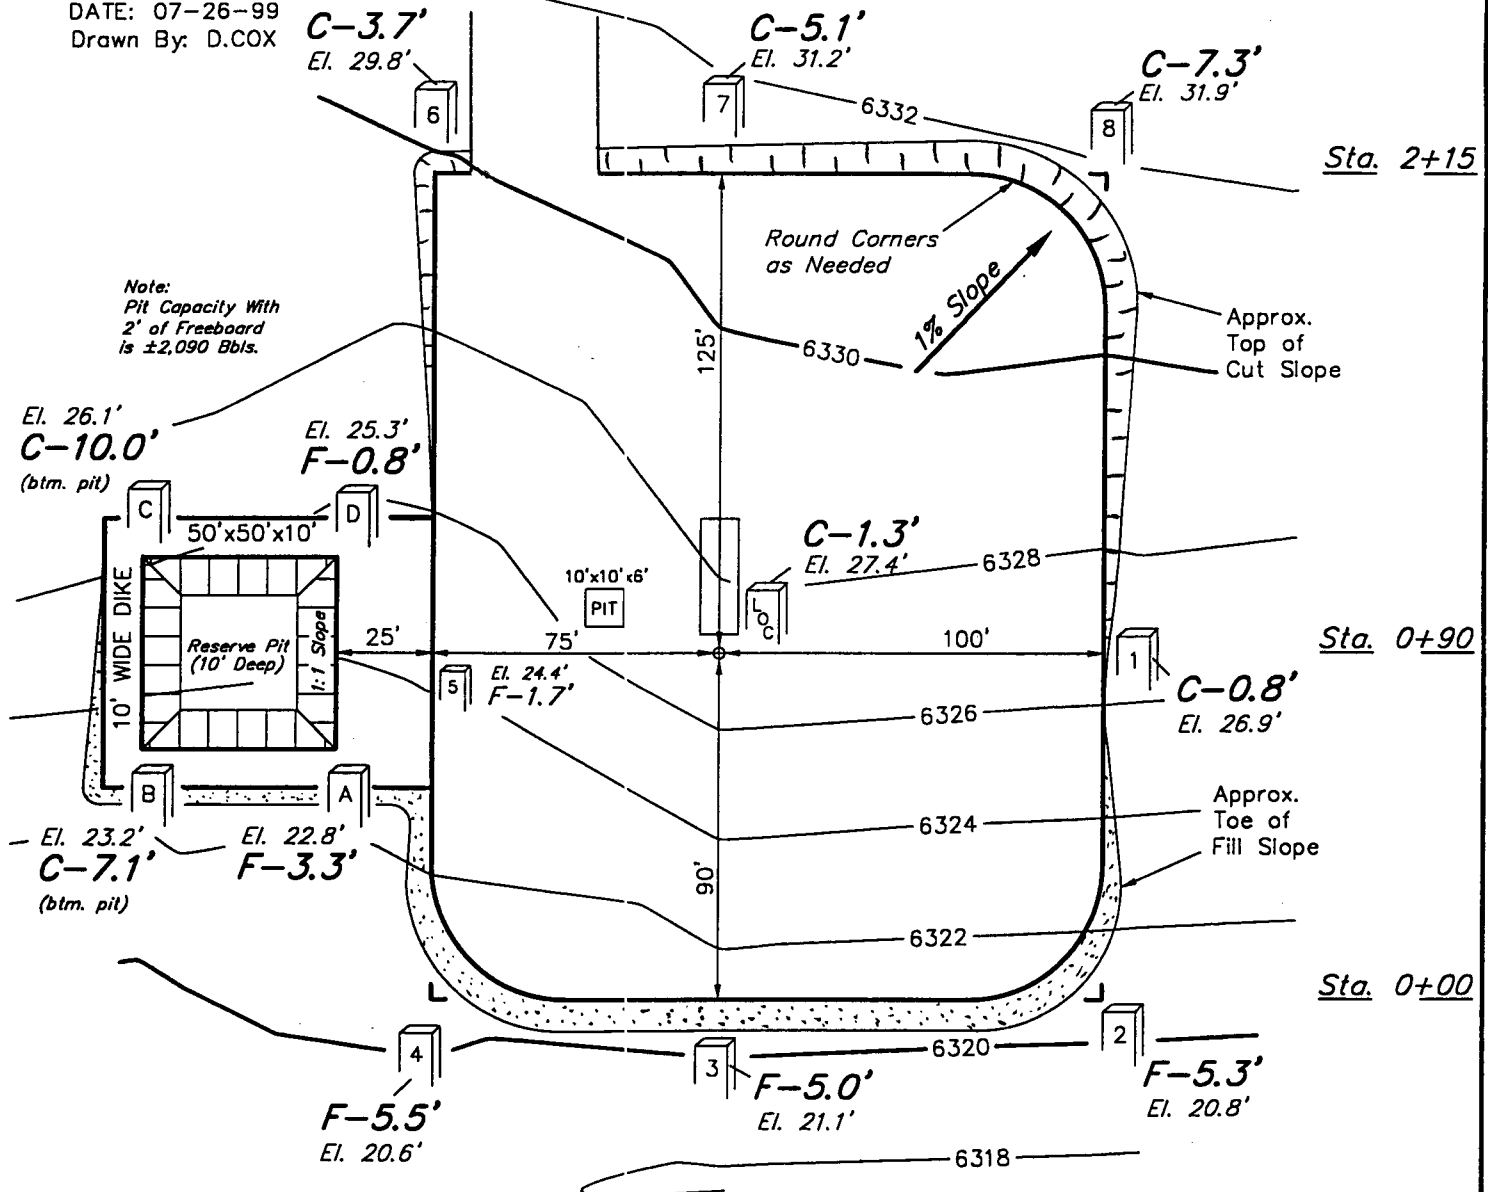 DATE: 07-26-99
Drawn By: D.COX
C-3.7'
El. 29.8'
6
C-5.1'
El. 31.2'
7
C-7.3'
El. 31.9'
8
6332
Sta. 2+15
Round Corners
as Needed
1% Slope
Note:
Pit Capacity With
2' of Freeboard
is ±2,090 Bbls.
125'
6330
Approx.
Top of
Cut Slope
El. 26.1'
C-10.0'
(btm. pit)
El. 25.3'
F-0.8'
C
D
50'x50'x10'
10' WIDE DIKE
Reserve Pit
(10' Deep)
1:1 Slope
25'
10'x10'x6'
PIT
75'
C-1.3'
El. 27.4'
LOC
6328
100'
Sta. 0+90
1
C-0.8'
El. 26.9'
5
El. 24.4'
F-1.7'
6326
B
A
El. 23.2'
C-7.1'
(btm. pit)
El. 22.8'
F-3.3'
6324
Approx.
Toe of
Fill Slope
90'
6322
Sta. 0+00
4
F-5.5'
El. 20.6'
3
F-5.0'
El. 21.1'
6320
2
F-5.3'
El. 20.8'
6318